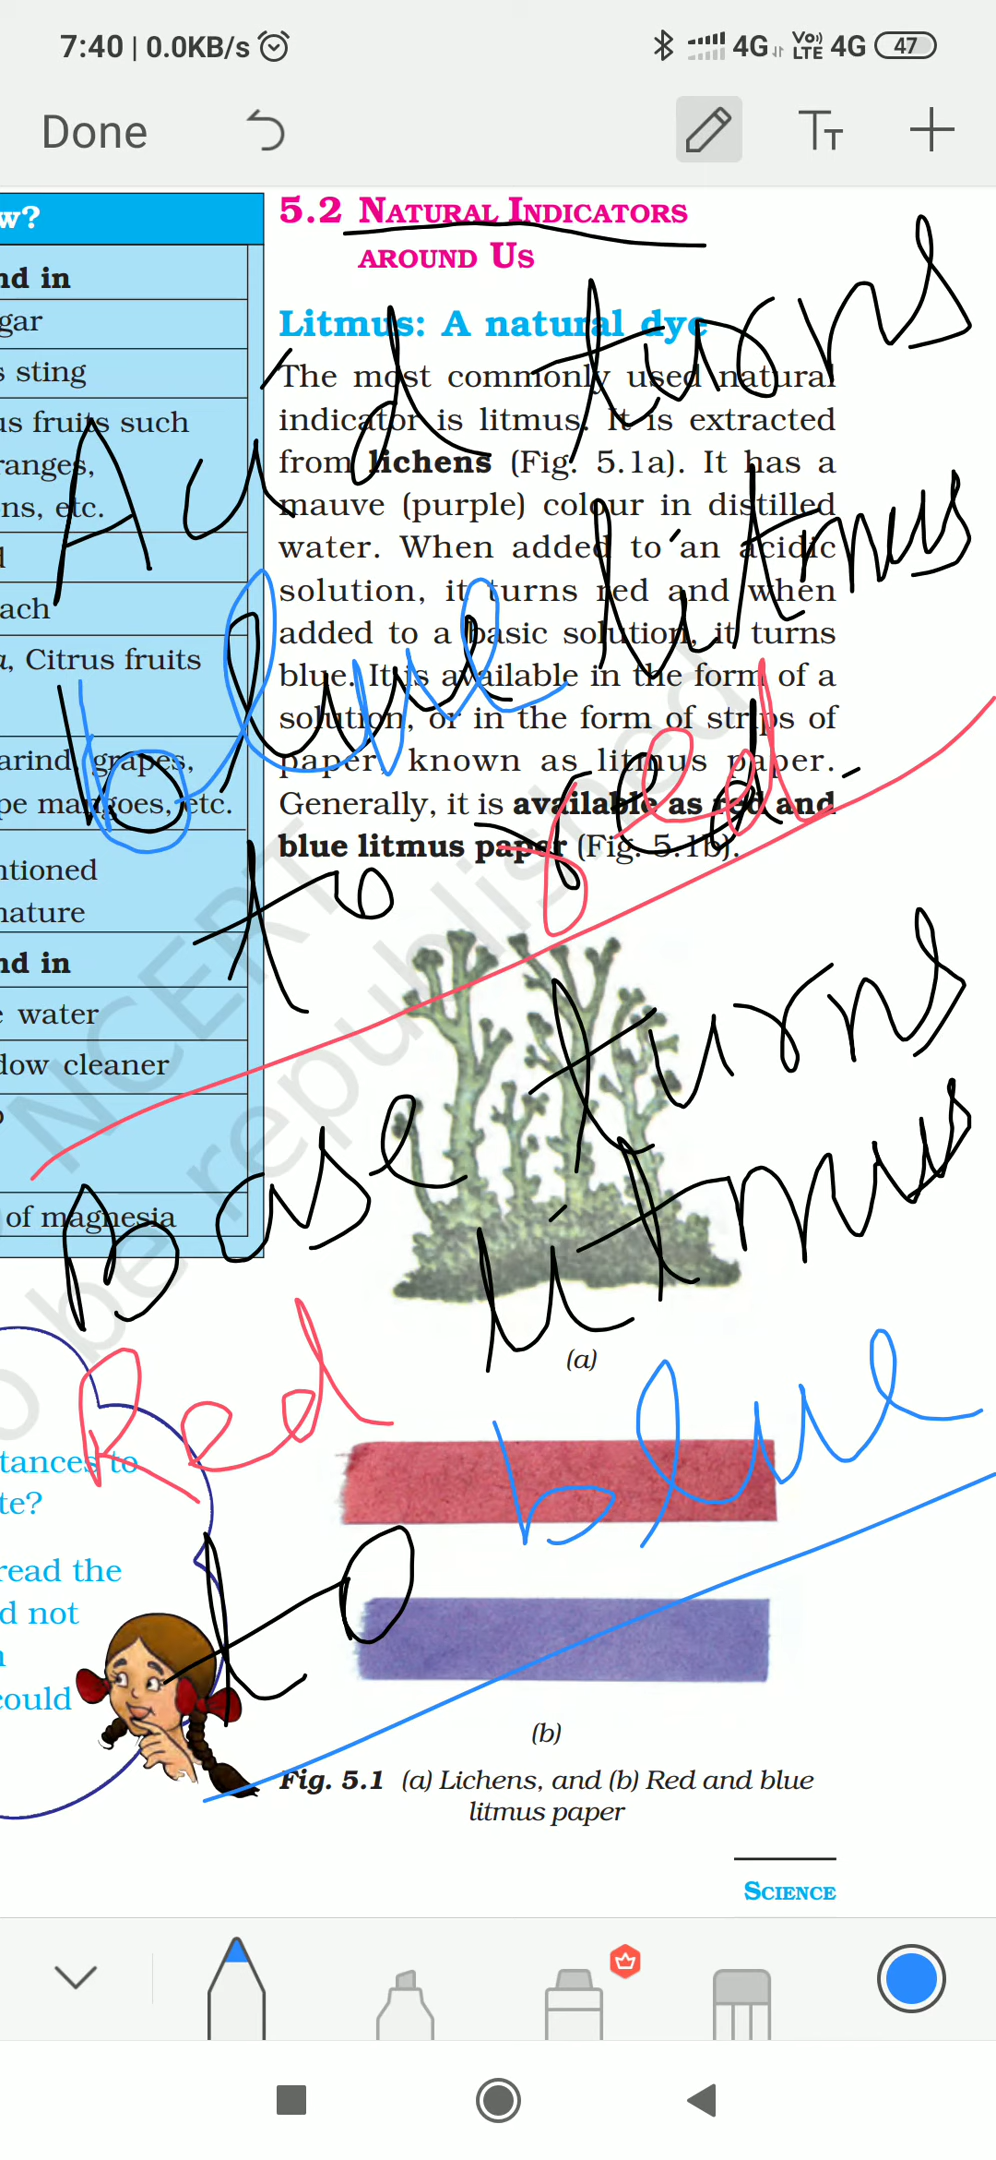 7:40 | 0.0KB/s
4G Vo)) LTE 4G 47
Done
Tт
w?
nd in
gar
s sting
us fruits such
ranges,
ns, etc.
d
ach
a, Citrus fruits
arind, grapes,
pe mangoes, etc.
ntioned
nature
nd in
e water
dow cleaner
o
of magnesia
tances to
te?
read the
d not
n
could
5.2 NATURAL INDICATORS
AROUND US
Litmus: A natural dye
The most commonly used natural
indicator is litmus. It is extracted
from lichens (Fig. 5.1a). It has a
mauve (purple) colour in distilled
water. When added to an acidic
solution, it turns red and when
added to a basic solution, it turns
blue. It is available in the form of a
solution, or in the form of strips of
paper, known as litmus paper.
Generally, it is available as red and
blue litmus paper (Fig. 5.1b).
Acid turns
blue litmus
to red
Base turns
Red litmus
to blue
(a)
(b)
Fig. 5.1 (a) Lichens, and (b) Red and blue
litmus paper
SCIENCE
NCERT
o be republished